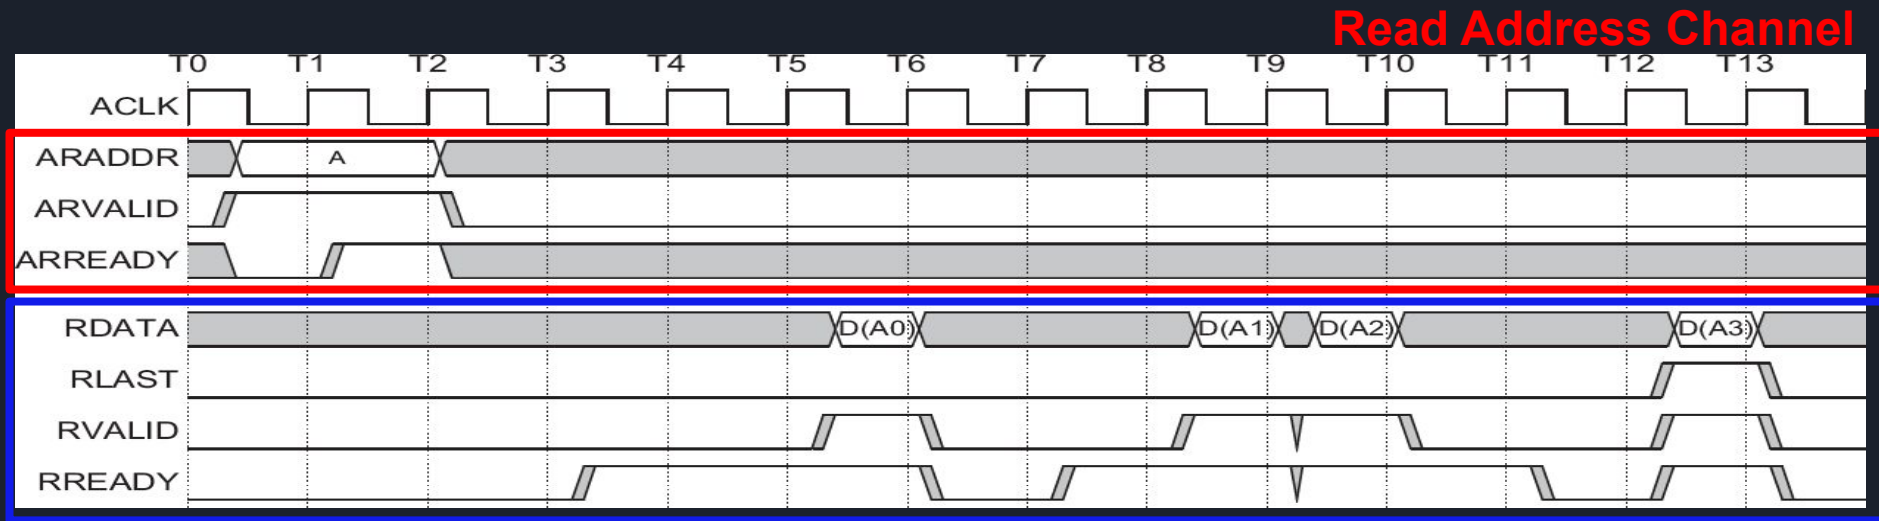 Read Address Channel
T0 T1 T2 T3 T4 T5 T6 T7 T8 T9 T10 T11 T12 T13
ACLK
ARADDR A
ARVALID
ARREADY
RDATA D(A0) D(A1) D(A2) D(A3)
RLAST
RVALID
RREADY